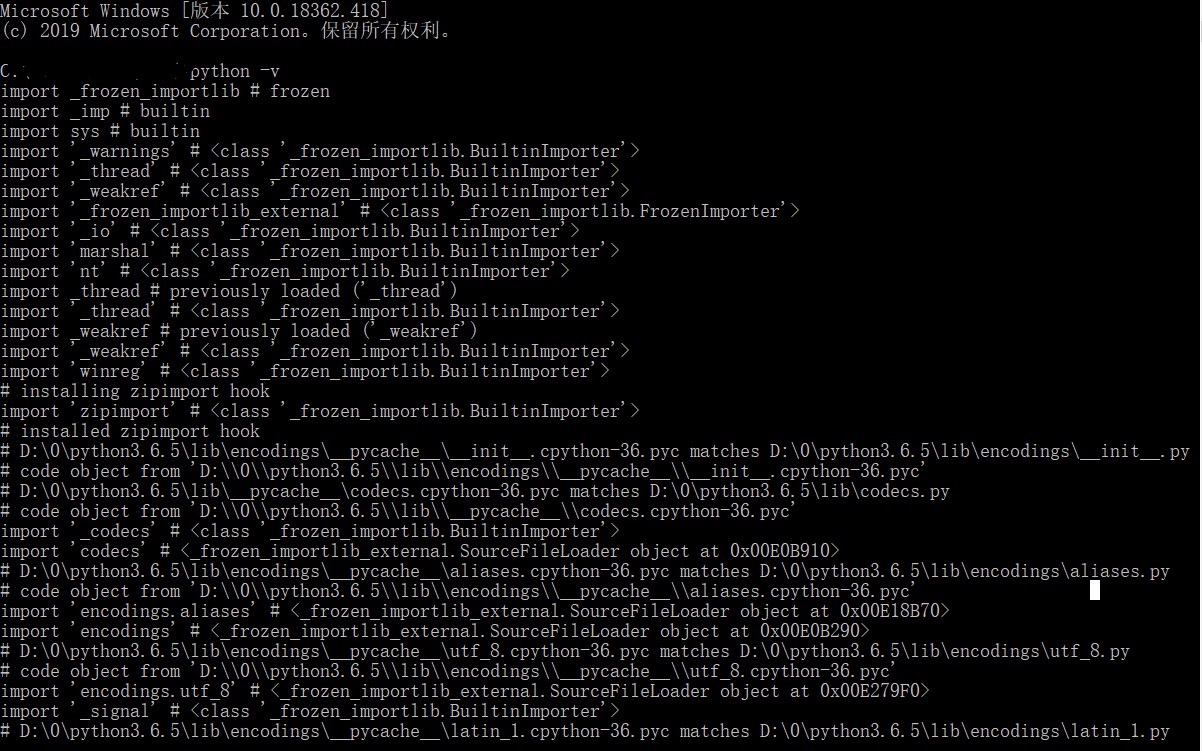 Microsoft Windows [版本 10.0.18362.418]
(c) 2019 Microsoft Corporation。保留所有权利。
C:\ python -v
import _frozen_importlib # frozen
import _imp # builtin
import sys # builtin
import '_warnings' # <class '_frozen_importlib.BuiltinImporter'>
import '_thread' # <class '_frozen_importlib.BuiltinImporter'>
import '_weakref' # <class '_frozen_importlib.BuiltinImporter'>
import '_frozen_importlib_external' # <class '_frozen_importlib.FrozenImporter'>
import '_io' # <class '_frozen_importlib.BuiltinImporter'>
import 'marshal' # <class '_frozen_importlib.BuiltinImporter'>
import 'nt' # <class '_frozen_importlib.BuiltinImporter'>
import _thread # previously loaded ('_thread')
import '_thread' # <class '_frozen_importlib.BuiltinImporter'>
import _weakref # previously loaded ('_weakref')
import '_weakref' # <class '_frozen_importlib.BuiltinImporter'>
import 'winreg' # <class '_frozen_importlib.BuiltinImporter'>
# installing zipimport hook
import 'zipimport' # <class '_frozen_importlib.BuiltinImporter'>
# installed zipimport hook
# D:\0\python3.6.5\lib\encodings\__pycache__\__init__.cpython-36.pyc matches D:\0\python3.6.5\lib\encodings\__init__.py
# code object from 'D:\\0\\python3.6.5\\lib\\encodings\\__pycache__\\__init__.cpython-36.pyc'
# D:\0\python3.6.5\lib\__pycache__\codecs.cpython-36.pyc matches D:\0\python3.6.5\lib\codecs.py
# code object from 'D:\\0\\python3.6.5\\lib\\__pycache__\\codecs.cpython-36.pyc'
import '_codecs' # <class '_frozen_importlib.BuiltinImporter'>
import 'codecs' # <_frozen_importlib_external.SourceFileLoader object at 0x00E0B910>
# D:\0\python3.6.5\lib\encodings\__pycache__\aliases.cpython-36.pyc matches D:\0\python3.6.5\lib\encodings\aliases.py
# code object from 'D:\\0\\python3.6.5\\lib\\encodings\\__pycache__\\aliases.cpython-36.pyc'
import 'encodings.aliases' # <_frozen_importlib_external.SourceFileLoader object at 0x00E18B70>
import 'encodings' # <_frozen_importlib_external.SourceFileLoader object at 0x00E0B290>
# D:\0\python3.6.5\lib\encodings\__pycache__\utf_8.cpython-36.pyc matches D:\0\python3.6.5\lib\encodings\utf_8.py
# code object from 'D:\\0\\python3.6.5\\lib\\encodings\\__pycache__\\utf_8.cpython-36.pyc'
import 'encodings.utf_8' # <_frozen_importlib_external.SourceFileLoader object at 0x00E279F0>
import '_signal' # <class '_frozen_importlib.BuiltinImporter'>
# D:\0\python3.6.5\lib\encodings\__pycache__\latin_1.cpython-36.pyc matches D:\0\python3.6.5\lib\encodings\latin_1.py